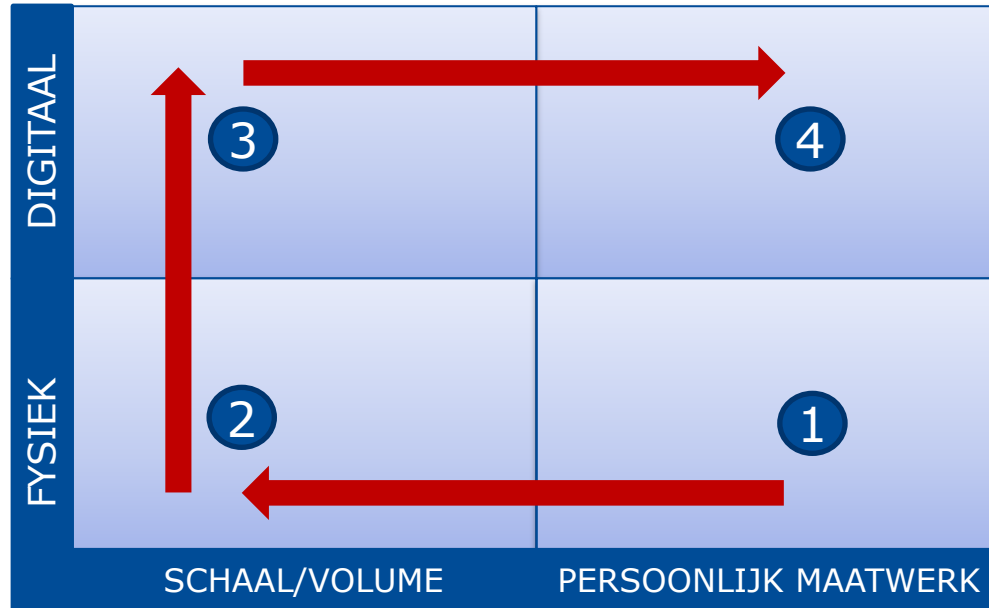 DIGITAAL
3
4
FYSIEK
2
1
SCHAAL/VOLUME
PERSOONLIJK MAATWERK